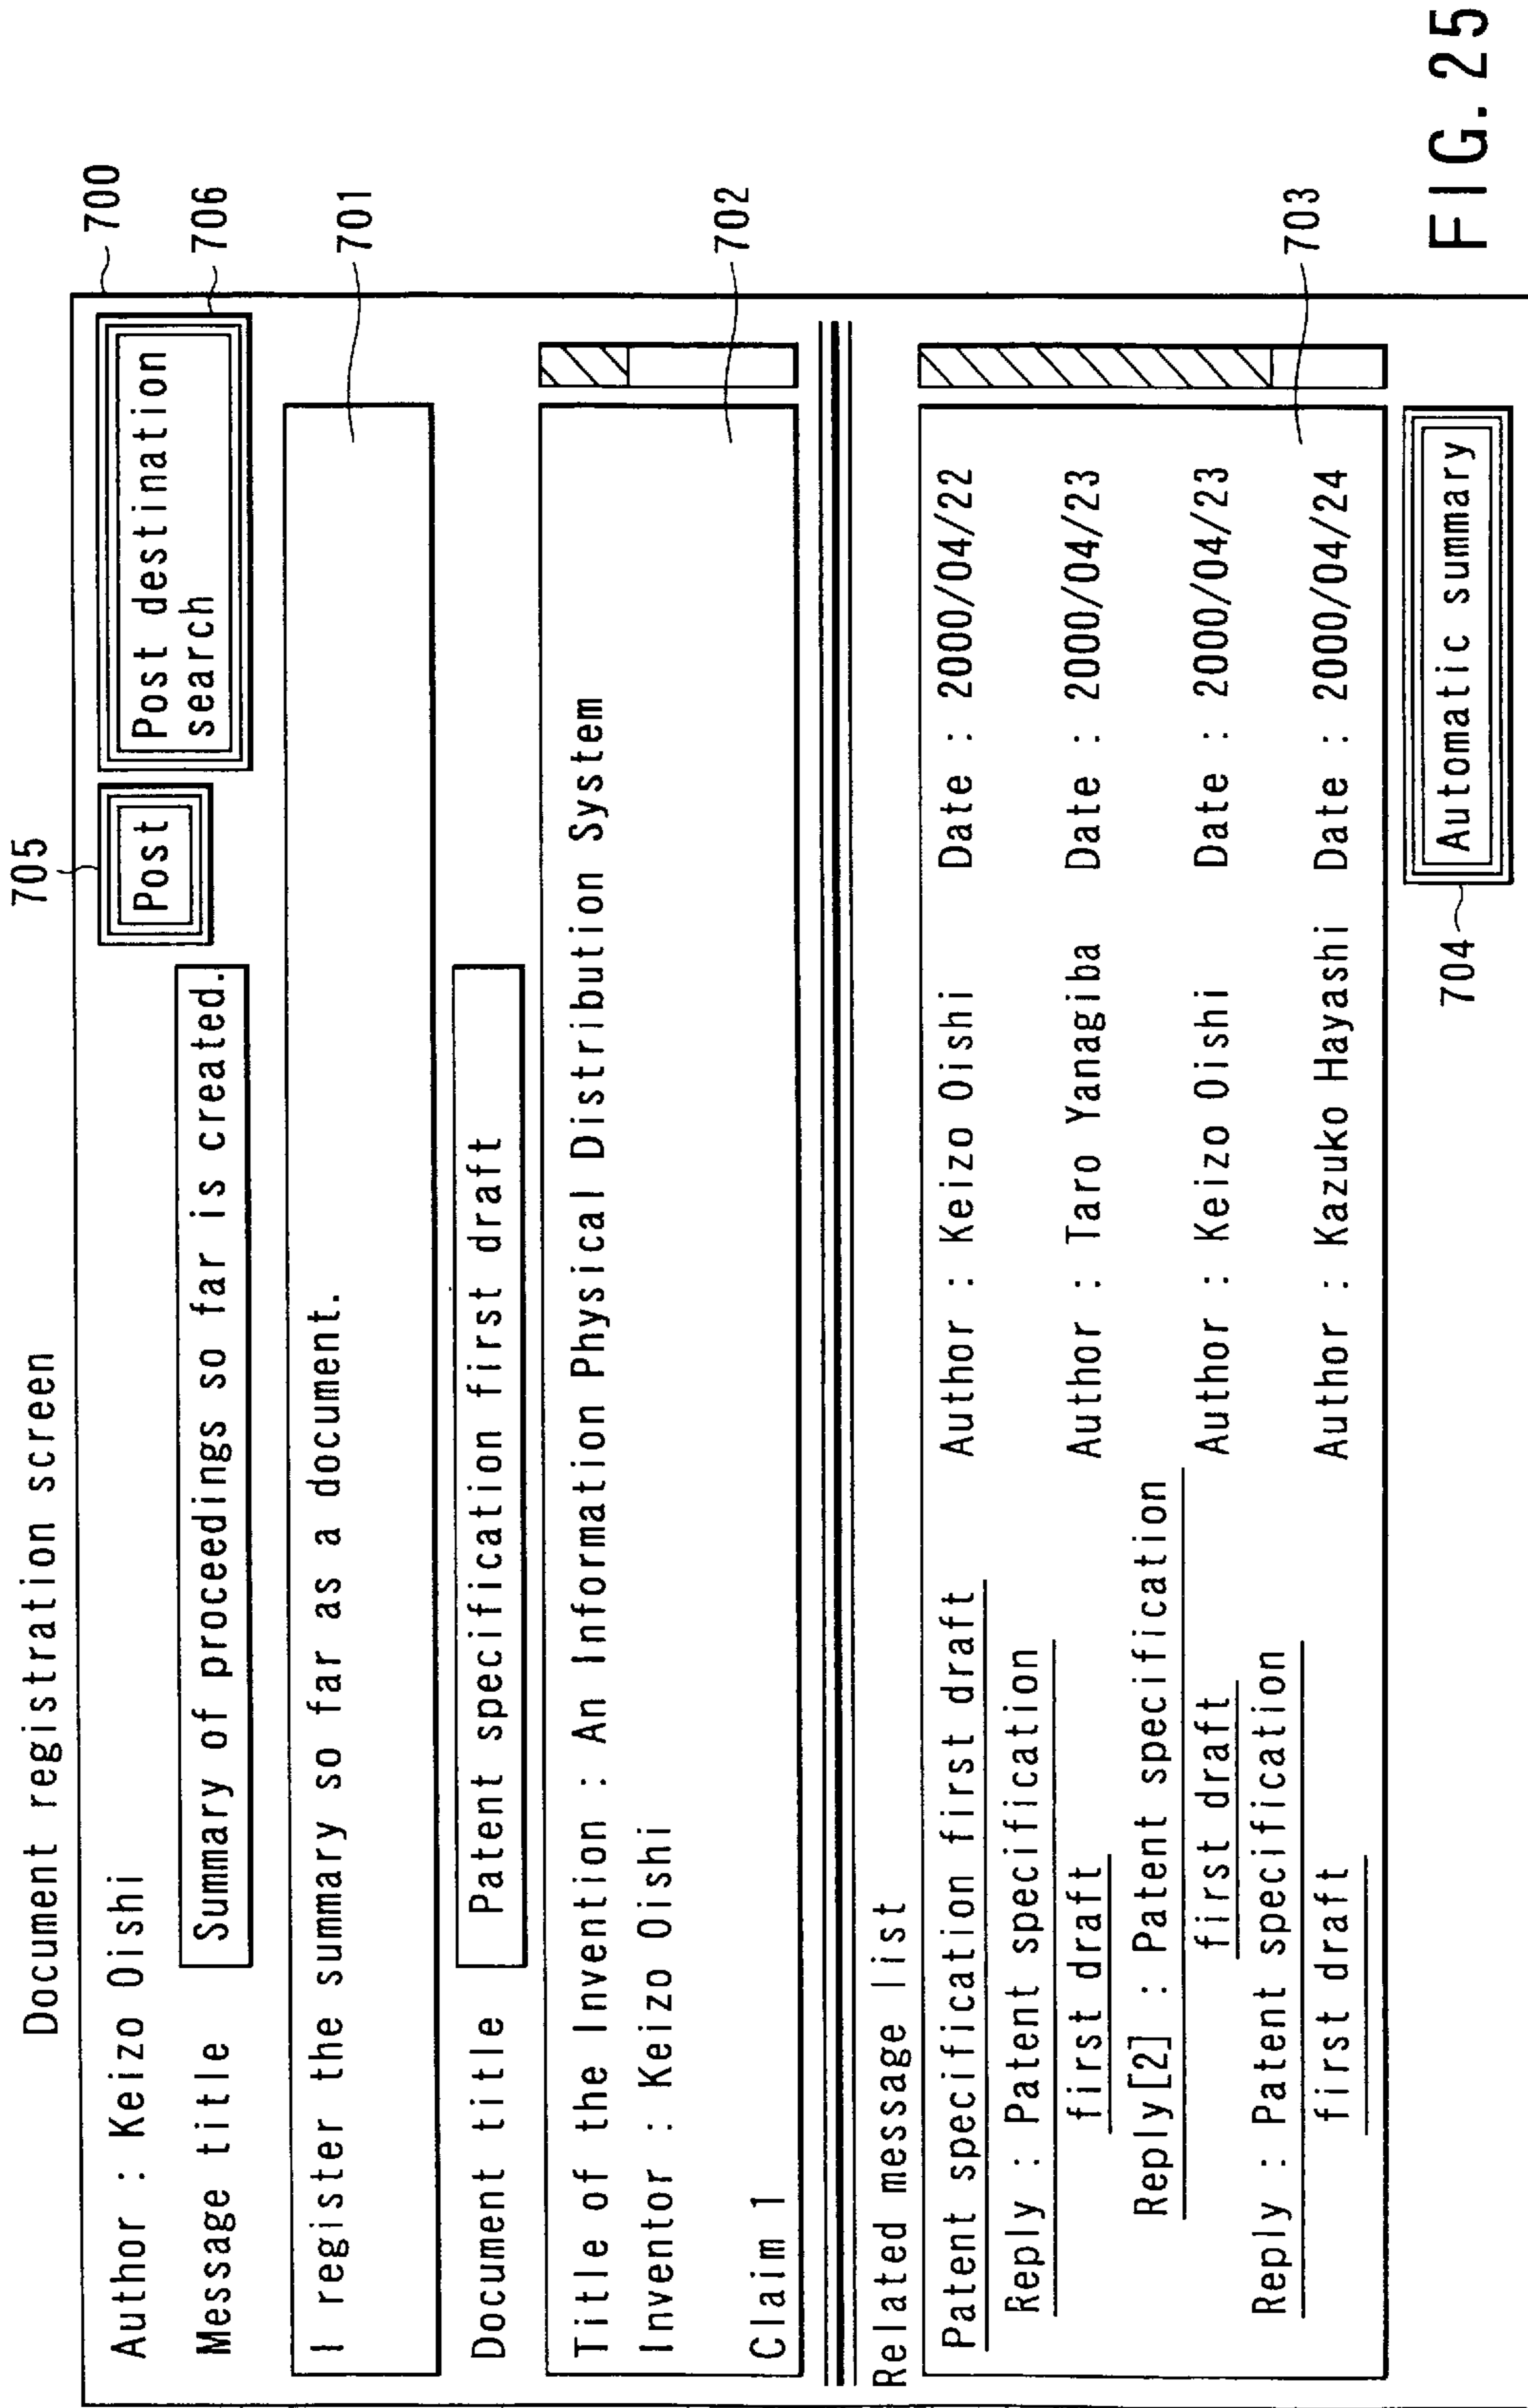 Document registration screen
700
Author : Keizo Oishi
705
Post
Post destination
search
706
Message title
Summary of proceedings so far is created.
I register the summary so far as a document.
701
Document title
Patent specification first draft
Title of the Invention : An Information Physical Distribution System
Inventor : Keizo Oishi
Claim 1
702
Related message list
Patent specification first draft Author : Keizo Oishi Date : 2000/04/22
Reply : Patent specification
first draft Author : Taro Yanagiba Date : 2000/04/23
Reply[2] : Patent specification
first draft Author : Keizo Oishi Date : 2000/04/23
Reply : Patent specification
first draft Author : Kazuko Hayashi Date : 2000/04/24
703
704
Automatic summary
FIG. 25